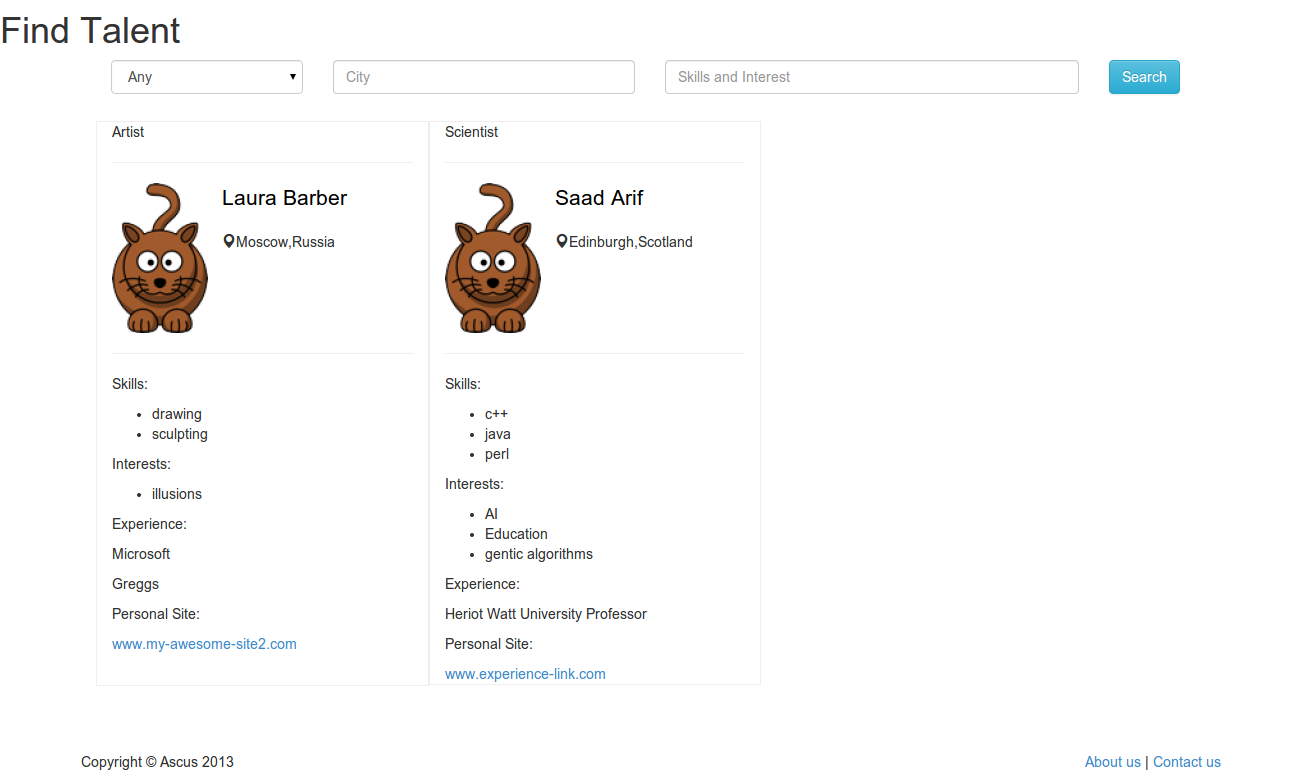 Find Talent
Any City Skills and Interest Search
Artist
Laura Barber
Moscow,Russia
Skills:
drawing
sculpting
Interests:
illusions
Experience:
Microsoft
Greggs
Personal Site:
www.my-awesome-site2.com
Scientist
Saad Arif
Edinburgh,Scotland
Skills:
c++
java
perl
Interests:
AI
Education
gentic algorithms
Experience:
Heriot Watt University Professor
Personal Site:
www.experience-link.com
Copyright © Ascus 2013
About us | Contact us